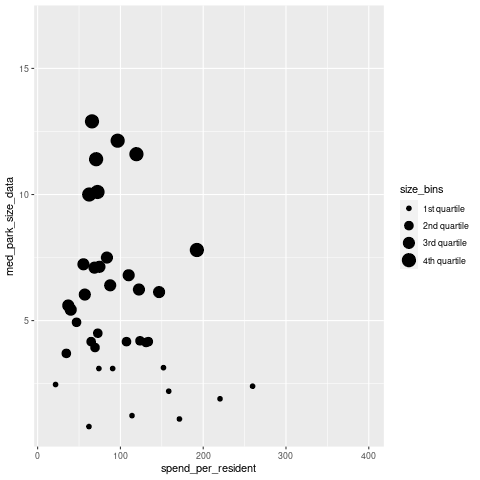 15
10
5
0
100
200
300
400
spend_per_resident
med_park_size_data
size_bins
1st quartile
2nd quartile
3rd quartile
4th quartile